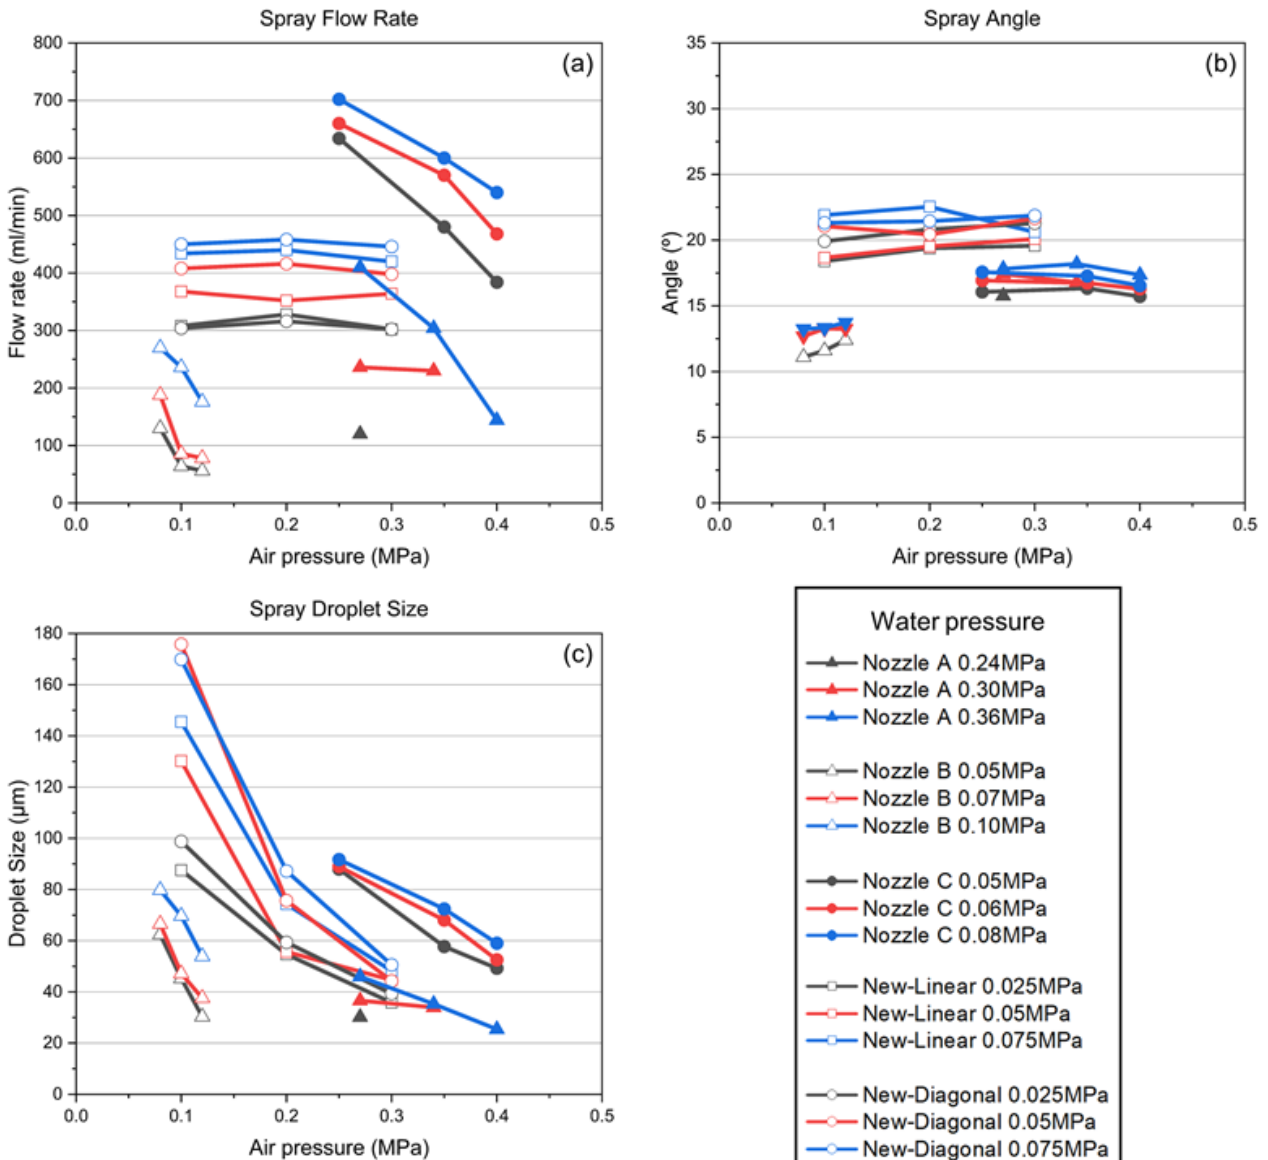 Spray Flow Rate
(a)
800
700
600
500
400
300
200
100
0
Flow rate (ml/min)
0.0 0.1 0.2 0.3 0.4 0.5
Air pressure (MPa)
Spray Angle
(b)
35
30
25
20
15
10
5
0
Angle (º)
0.0 0.1 0.2 0.3 0.4 0.5
Air pressure (MPa)
Spray Droplet Size
(c)
180
160
140
120
100
80
60
40
20
0
Droplet Size (µm)
0.0 0.1 0.2 0.3 0.4 0.5
Air pressure (MPa)
Water pressure
Nozzle A 0.24MPa
Nozzle A 0.30MPa
Nozzle A 0.36MPa
Nozzle B 0.05MPa
Nozzle B 0.07MPa
Nozzle B 0.10MPa
Nozzle C 0.05MPa
Nozzle C 0.06MPa
Nozzle C 0.08MPa
New-Linear 0.025MPa
New-Linear 0.05MPa
New-Linear 0.075MPa
New-Diagonal 0.025MPa
New-Diagonal 0.05MPa
New-Diagonal 0.075MPa